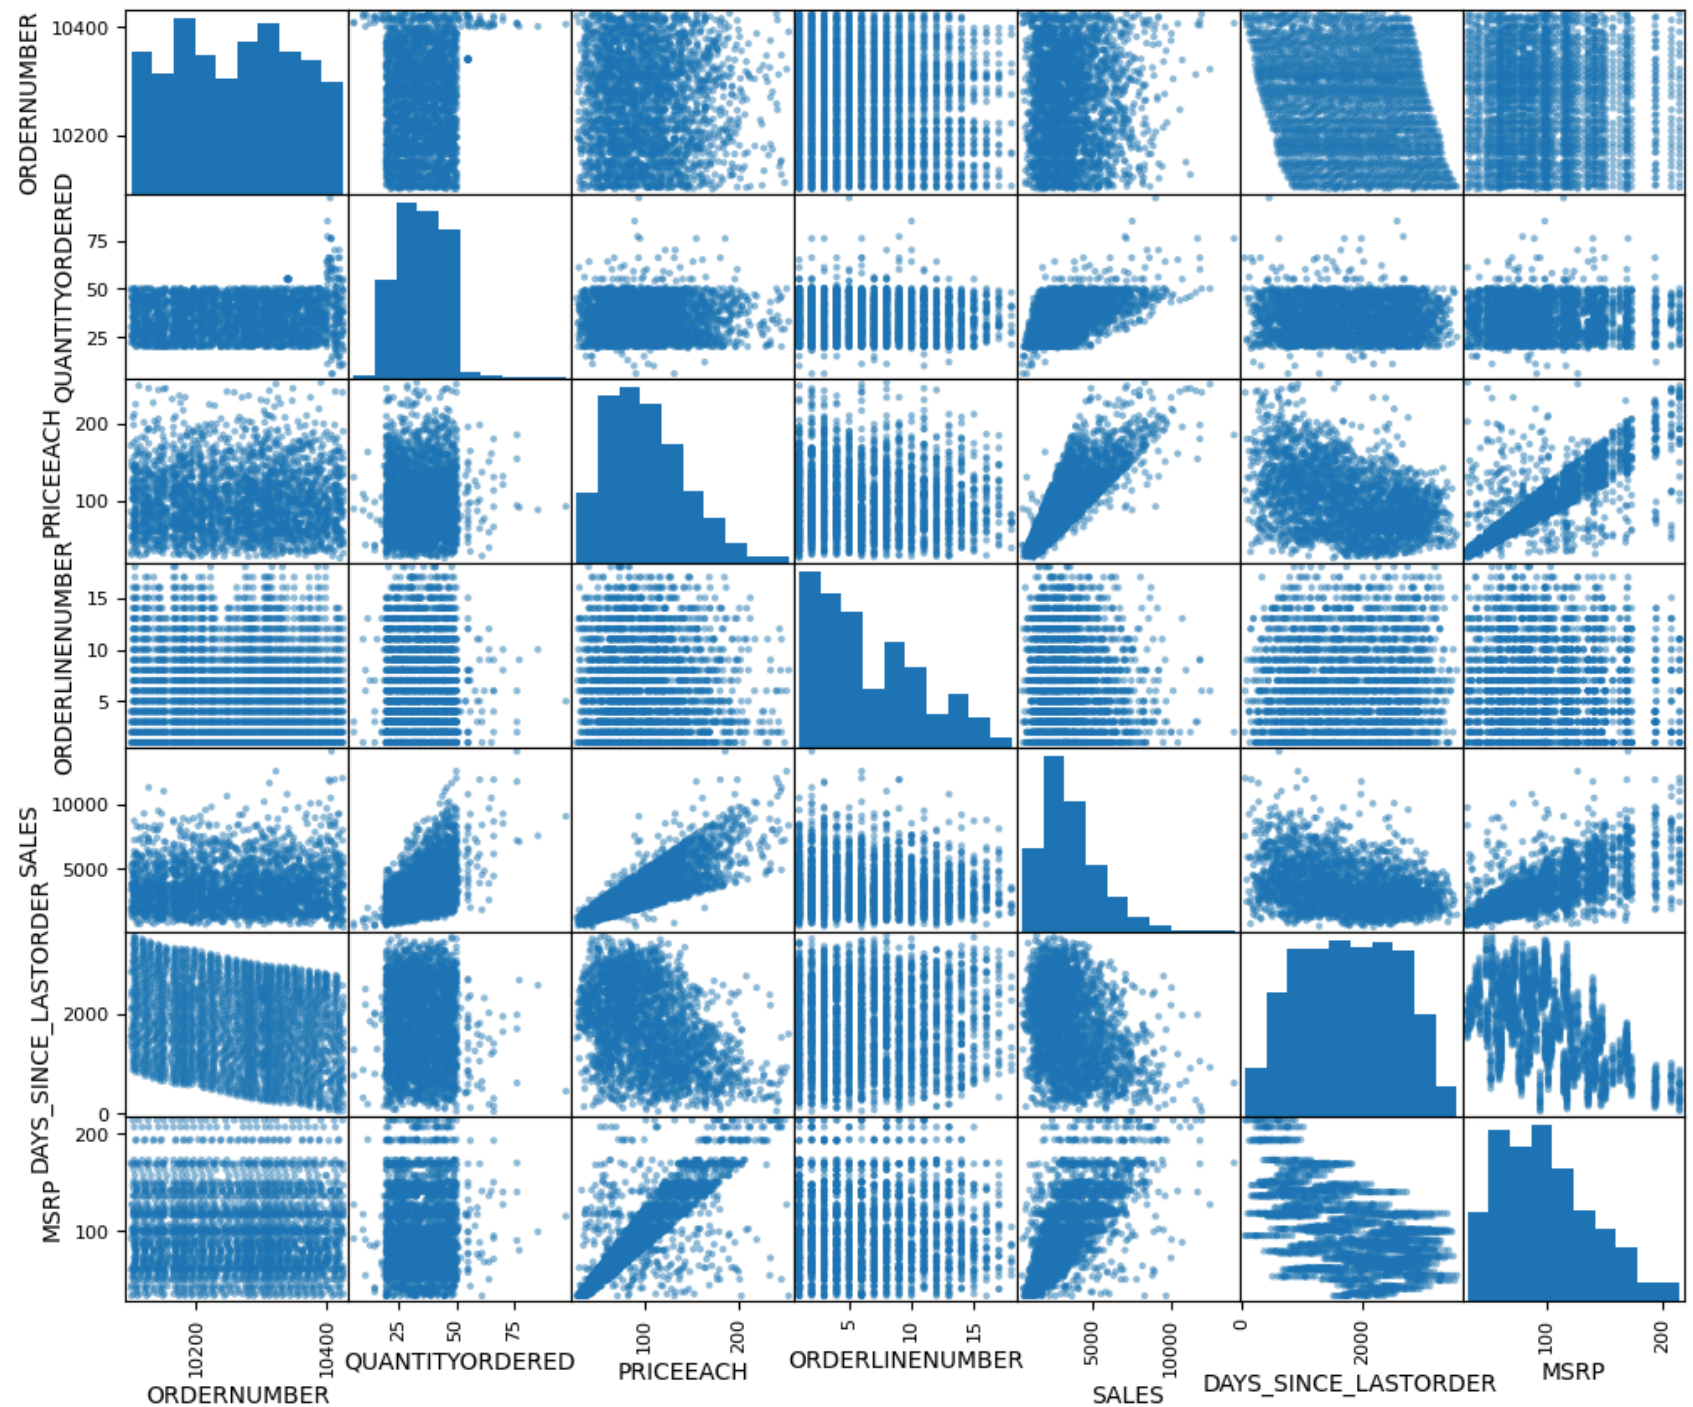 ORDERNUMBER
10400
10200
QUANTITYORDERED
75
50
25
PRICEEACH
200
100
ORDERLINENUMBER
15
10
5
SALES
10000
5000
DAYS_SINCE_LASTORDER
2000
0
MSRP
200
100
10200 10400 25 50 75 100 200 5 10 15 5000 10000 0 2000 100 200
ORDERNUMBER QUANTITYORDERED PRICEEACH ORDERLINENUMBER SALES DAYS_SINCE_LASTORDER MSRP